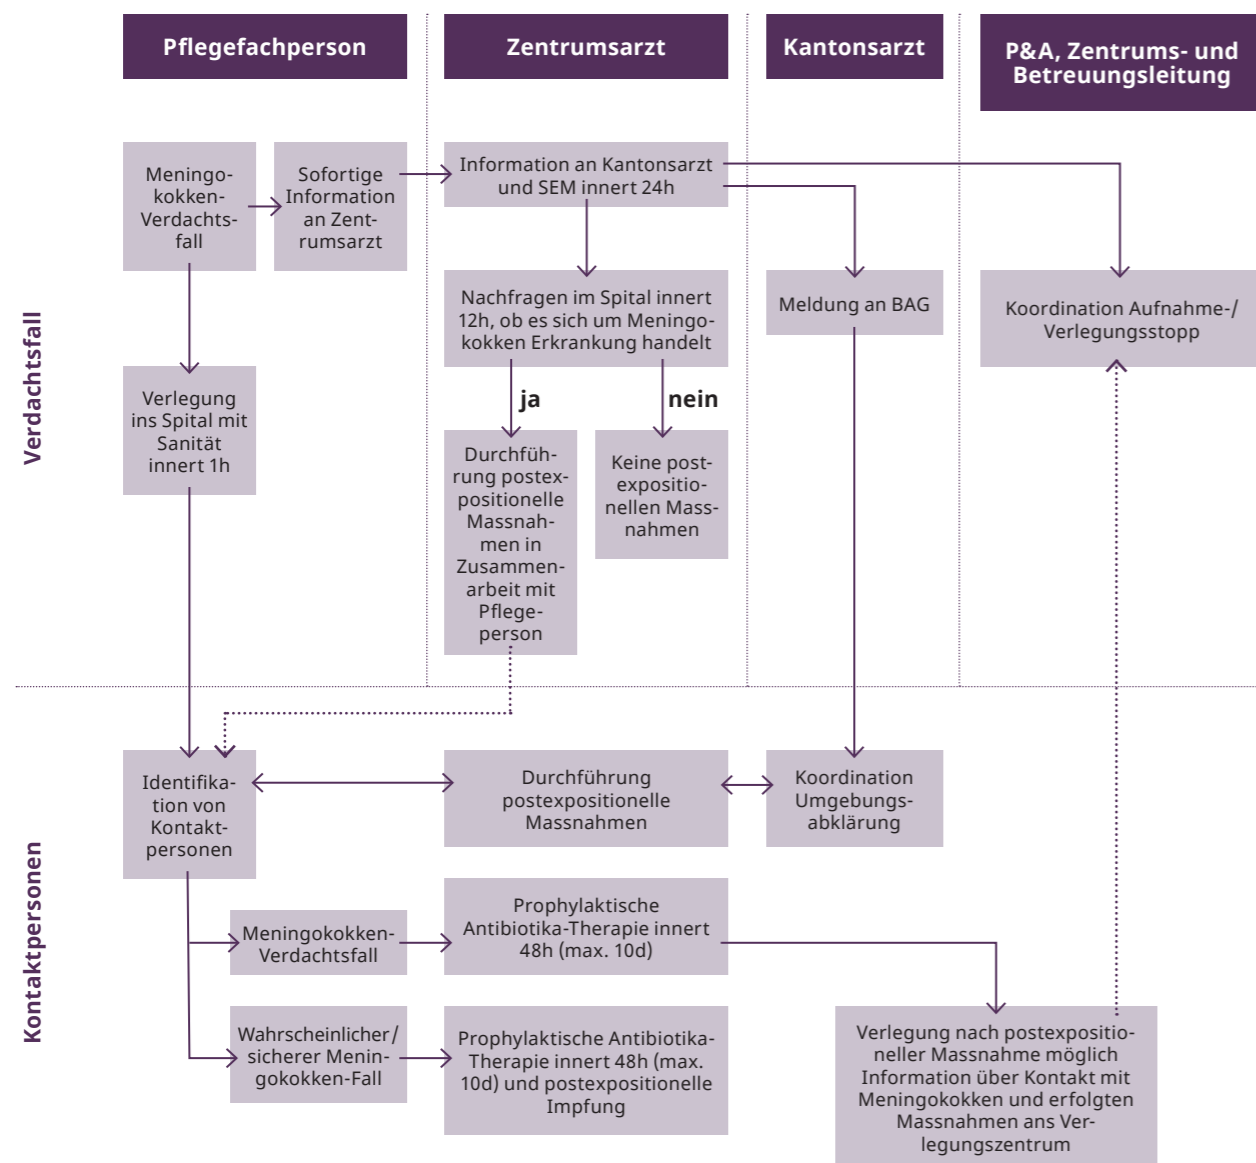 Pflegefachperson
Zentrumsarzt
Kantonsarzt
P&A, Zentrums- und
Betreuungsleitung
Verdachtsfall
Meningo-
kokken-
Verdachts-
fall
Sofortige
Information
an Zent-
rumsarzt
Information an Kantonsarzt
und SEM innert 24h
Nachfragen im Spital innert
12h, ob es sich um Meningo-
kokken Erkrankung handelt
Meldung an BAG
Koordination Aufnahme-/
Verlegungsstopp
Verlegung
ins Spital mit
Sanität
innert 1h
ja
nein
Durchfüh-
rung postex-
positionelle
Massnah-
men in
Zusammen-
arbeit mit
Pflege-
person
Keine post-
expositio-
nellen Mass-
nahmen
Kontaktpersonen
Identifika-
tion von
Kontakt-
personen
Durchführung
postexpositionelle
Massnahmen
Koordination
Umgebungs-
abklärung
Meningokokken-
Verdachtsfall
Prophylaktische
Antibiotika-Therapie innert
48h (max. 10d)
Wahrscheinlicher/
sicherer Menin-
gokokken-Fall
Prophylaktische Antibiotika-
Therapie innert 48h (max.
10d) und postexpositionelle
Impfung
Verlegung nach postexpositio-
neller Massnahme möglich
Information über Kontakt mit
Meningokokken und erfolgten
Massnahmen ans Ver-
legungszentrum